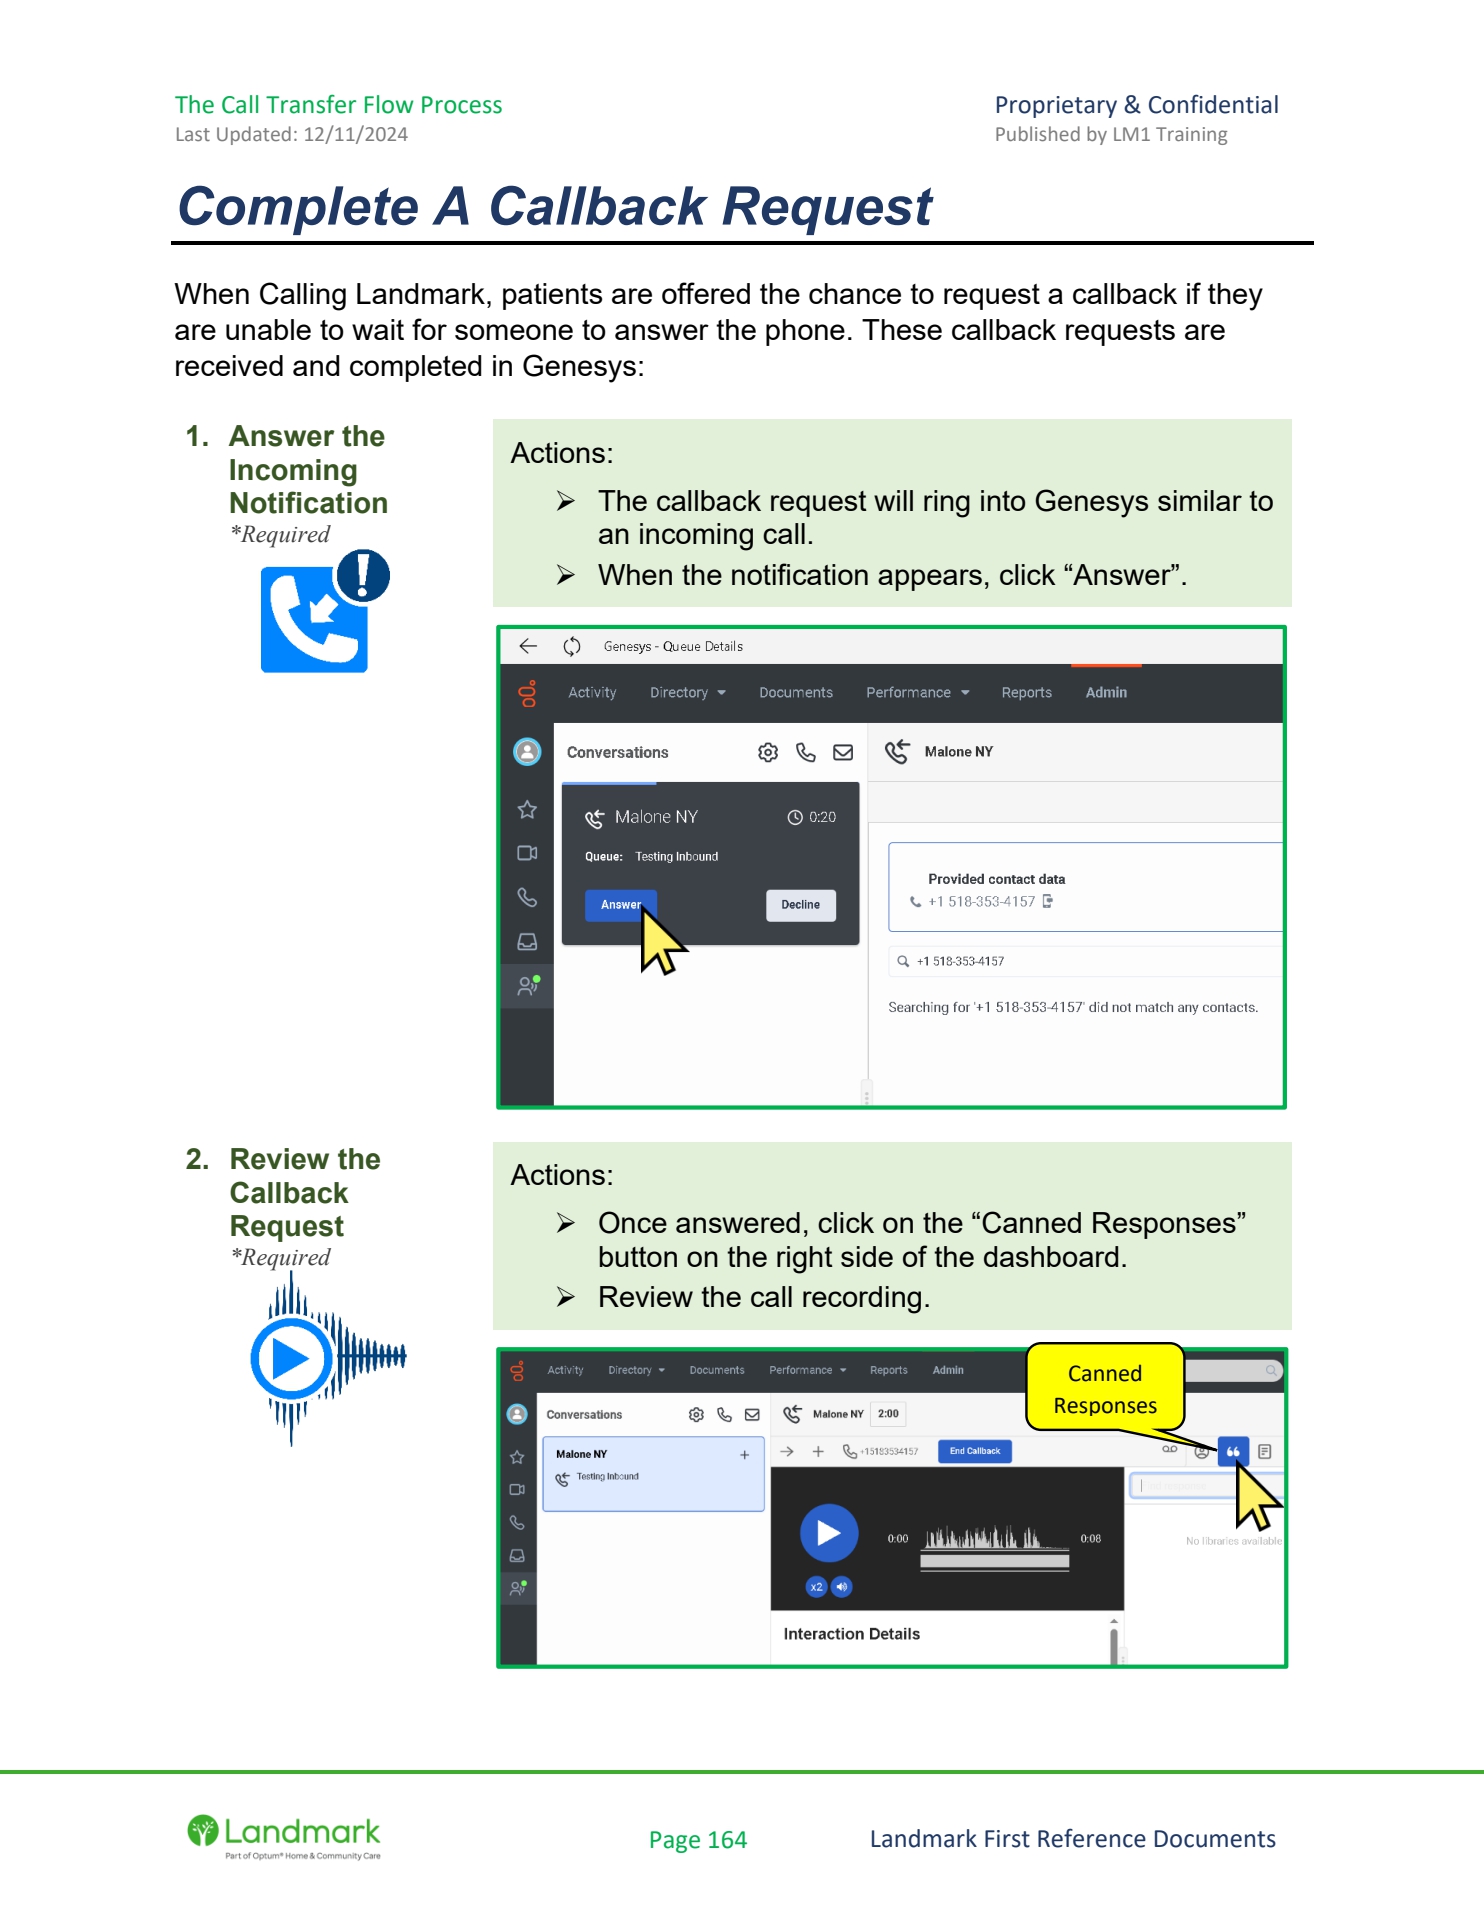 The Call Transfer Flow Process
Proprietary & Confidential
Last Updated: 12/11/2024
Published by LM1 Training
Complete A Callback Request
When Calling Landmark, patients are offered the chance to request a callback if they
are unable to wait for someone to answer the phone. These callback requests are
received and completed in Genesys:
1. Answer the
Incoming
Notification
*Required
Actions:
➢ The callback request will ring into Genesys similar to
an incoming call.
➢ When the notification appears, click “Answer”.
Genesys - Queue Details
Activity Directory Documents Performance Reports Admin
Conversations
Malone NY
Malone NY 0:20
Queue: Testing Inbound
Answer Decline
Provided contact data
+1 518-353-4157
+1 518-353-4157
Searching for '+1 518-353-4157' did not match any contacts.
2. Review the
Callback
Request
*Required
Actions:
➢ Once answered, click on the “Canned Responses”
button on the right side of the dashboard.
➢ Review the call recording.
Activity Directory Documents Performance Reports Admin
Canned
Responses
Conversations
Malone NY 2:00
Malone NY
Testing Inbound
+15183534157 End Callback
0:00 0:08
x2
No libraries available
Interaction Details
Landmark
Part of Optum® Home & Community Care
Page 164
Landmark First Reference Documents